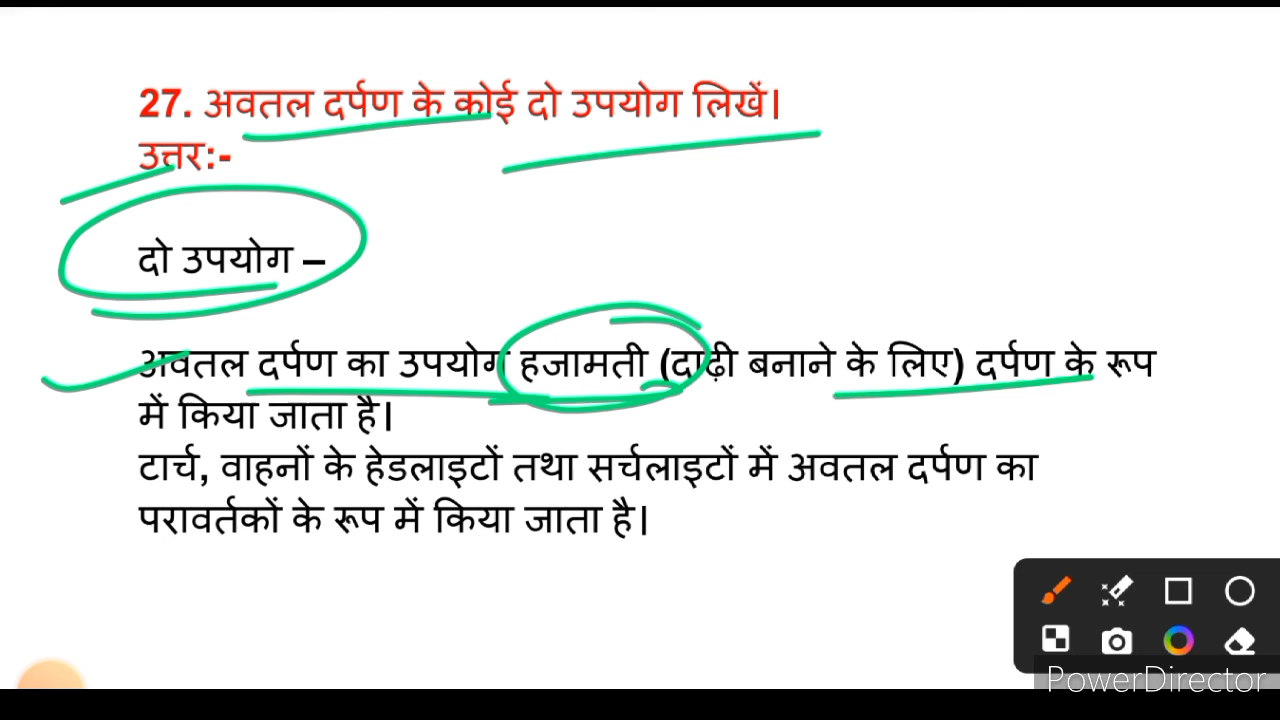 27. अवतल दर्पण के कोई दो उपयोग लिखें।
उत्तर:-
दो उपयोग –
अवतल दर्पण का उपयोग हजामती (दाढ़ी बनाने के लिए) दर्पण के रूप
में किया जाता है।
टार्च, वाहनों के हेडलाइटों तथा सर्चलाइटों में अवतल दर्पण का
परावर्तकों के रूप में किया जाता है।
PowerDirector